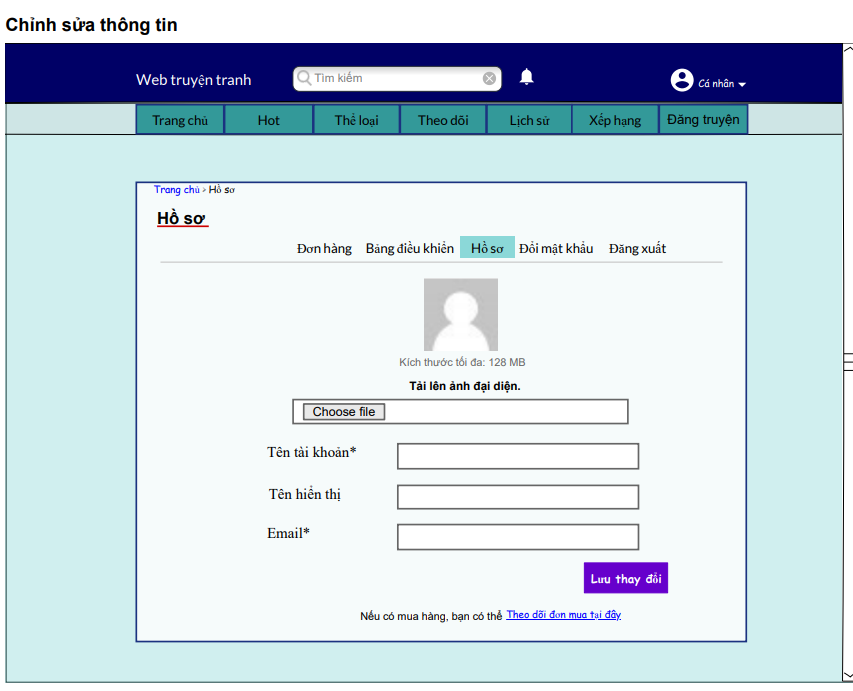 Chỉnh sửa thông tin
Web truyện tranh
Tìm kiếm
Cá nhân
Trang chủ Hot Thể loại Theo dõi Lịch sử Xếp hạng Đăng truyện
Trang chủ > Hồ sơ
Hồ sơ
Đơn hàng Bảng điều khiển Hồ sơ Đổi mật khẩu Đăng xuất
Kích thước tối đa: 128 MB
Tải lên ảnh đại diện.
Choose file
Tên tài khoản*
Tên hiển thị
Email*
Lưu thay đổi
Nếu có mua hàng, bạn có thể Theo dõi đơn mua tại đây